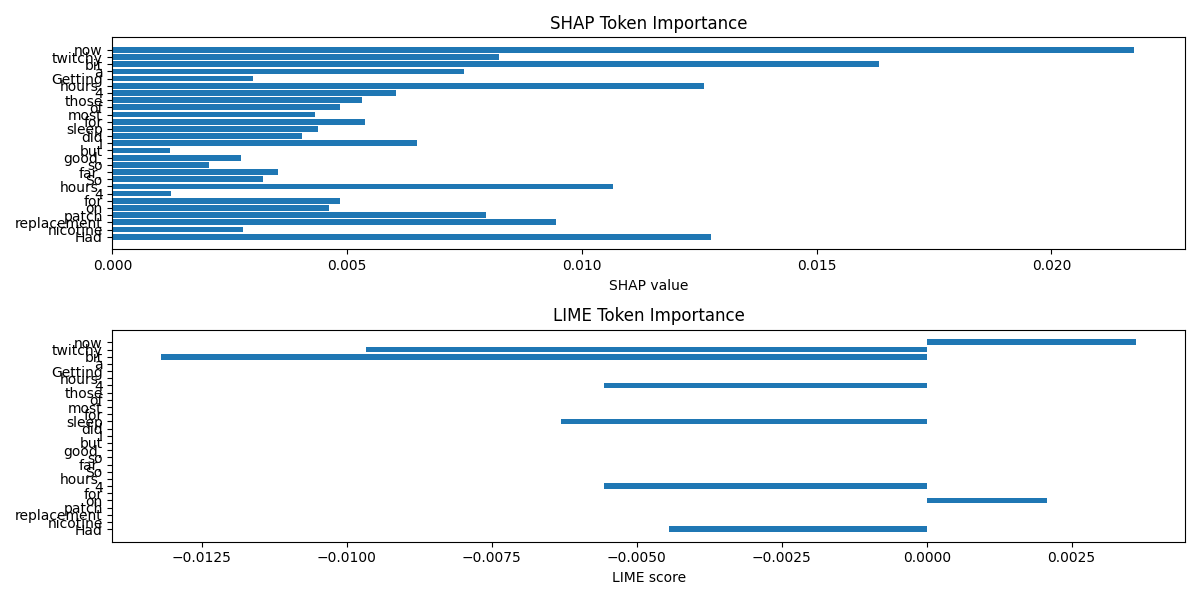 SHAP Token Importance
now
twitchy
bit
a
Getting
hours.
4
those
of
most
for
sleep
did
I
but
good,
so
far,
So
hours.
4
for
on
patch
replacement
nicotine
Had
0.000 0.005 0.010 0.015 0.020
SHAP value
LIME Token Importance
now
twitchy
bit
a
Getting
hours.
4
those
of
most
for
sleep
did
I
but
good,
so
far,
So
hours.
4
for
on
patch
replacement
nicotine
Had
−0.0125 −0.0100 −0.0075 −0.0050 −0.0025 0.0000 0.0025
LIME score